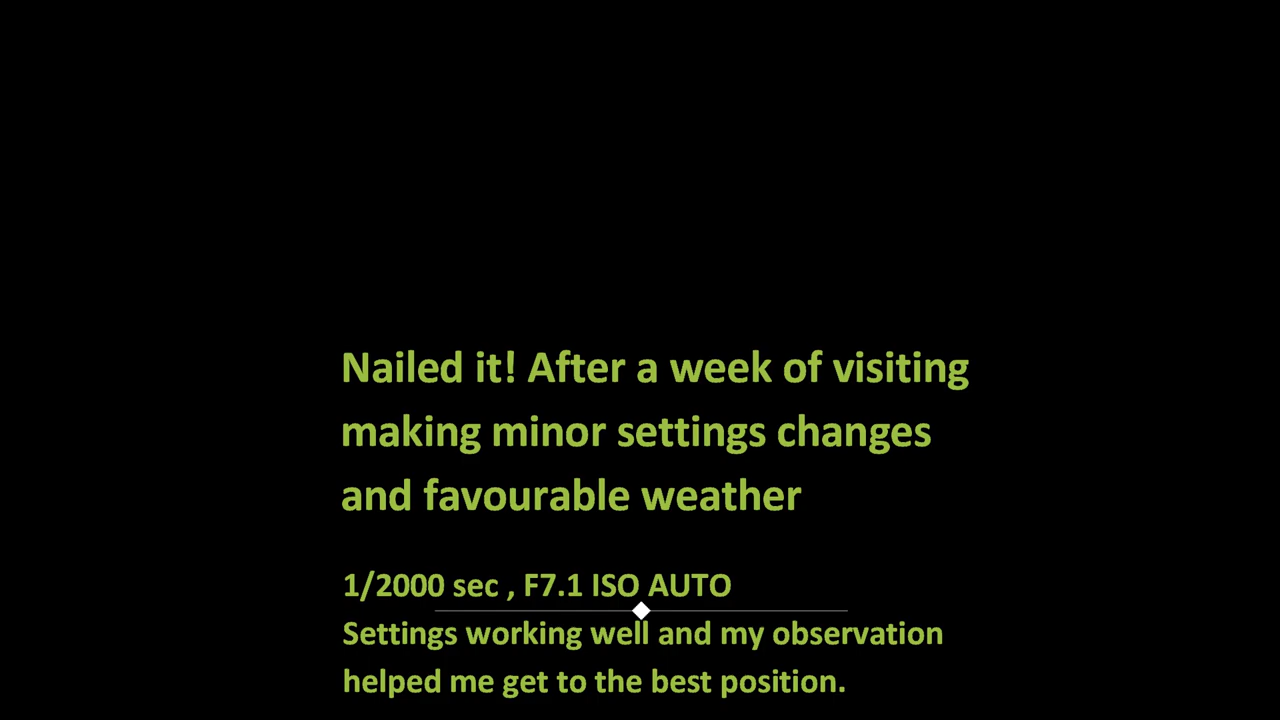 Nailed it! After a week of visiting
making minor settings changes
and favourable weather
1/2000 sec , F7.1 ISO AUTO
Settings working well and my observation
helped me get to the best position.